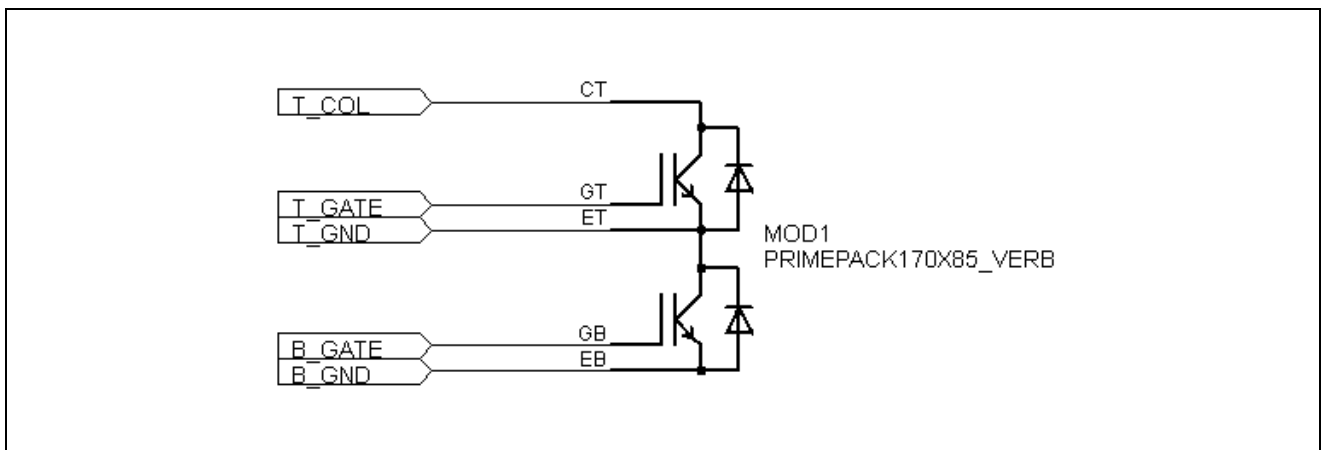 T_COL
CT
T_GATE
GT
T_GND
ET
MOD1
PRIMEPACK170X85_VERB
B_GATE
GB
B_GND
EB